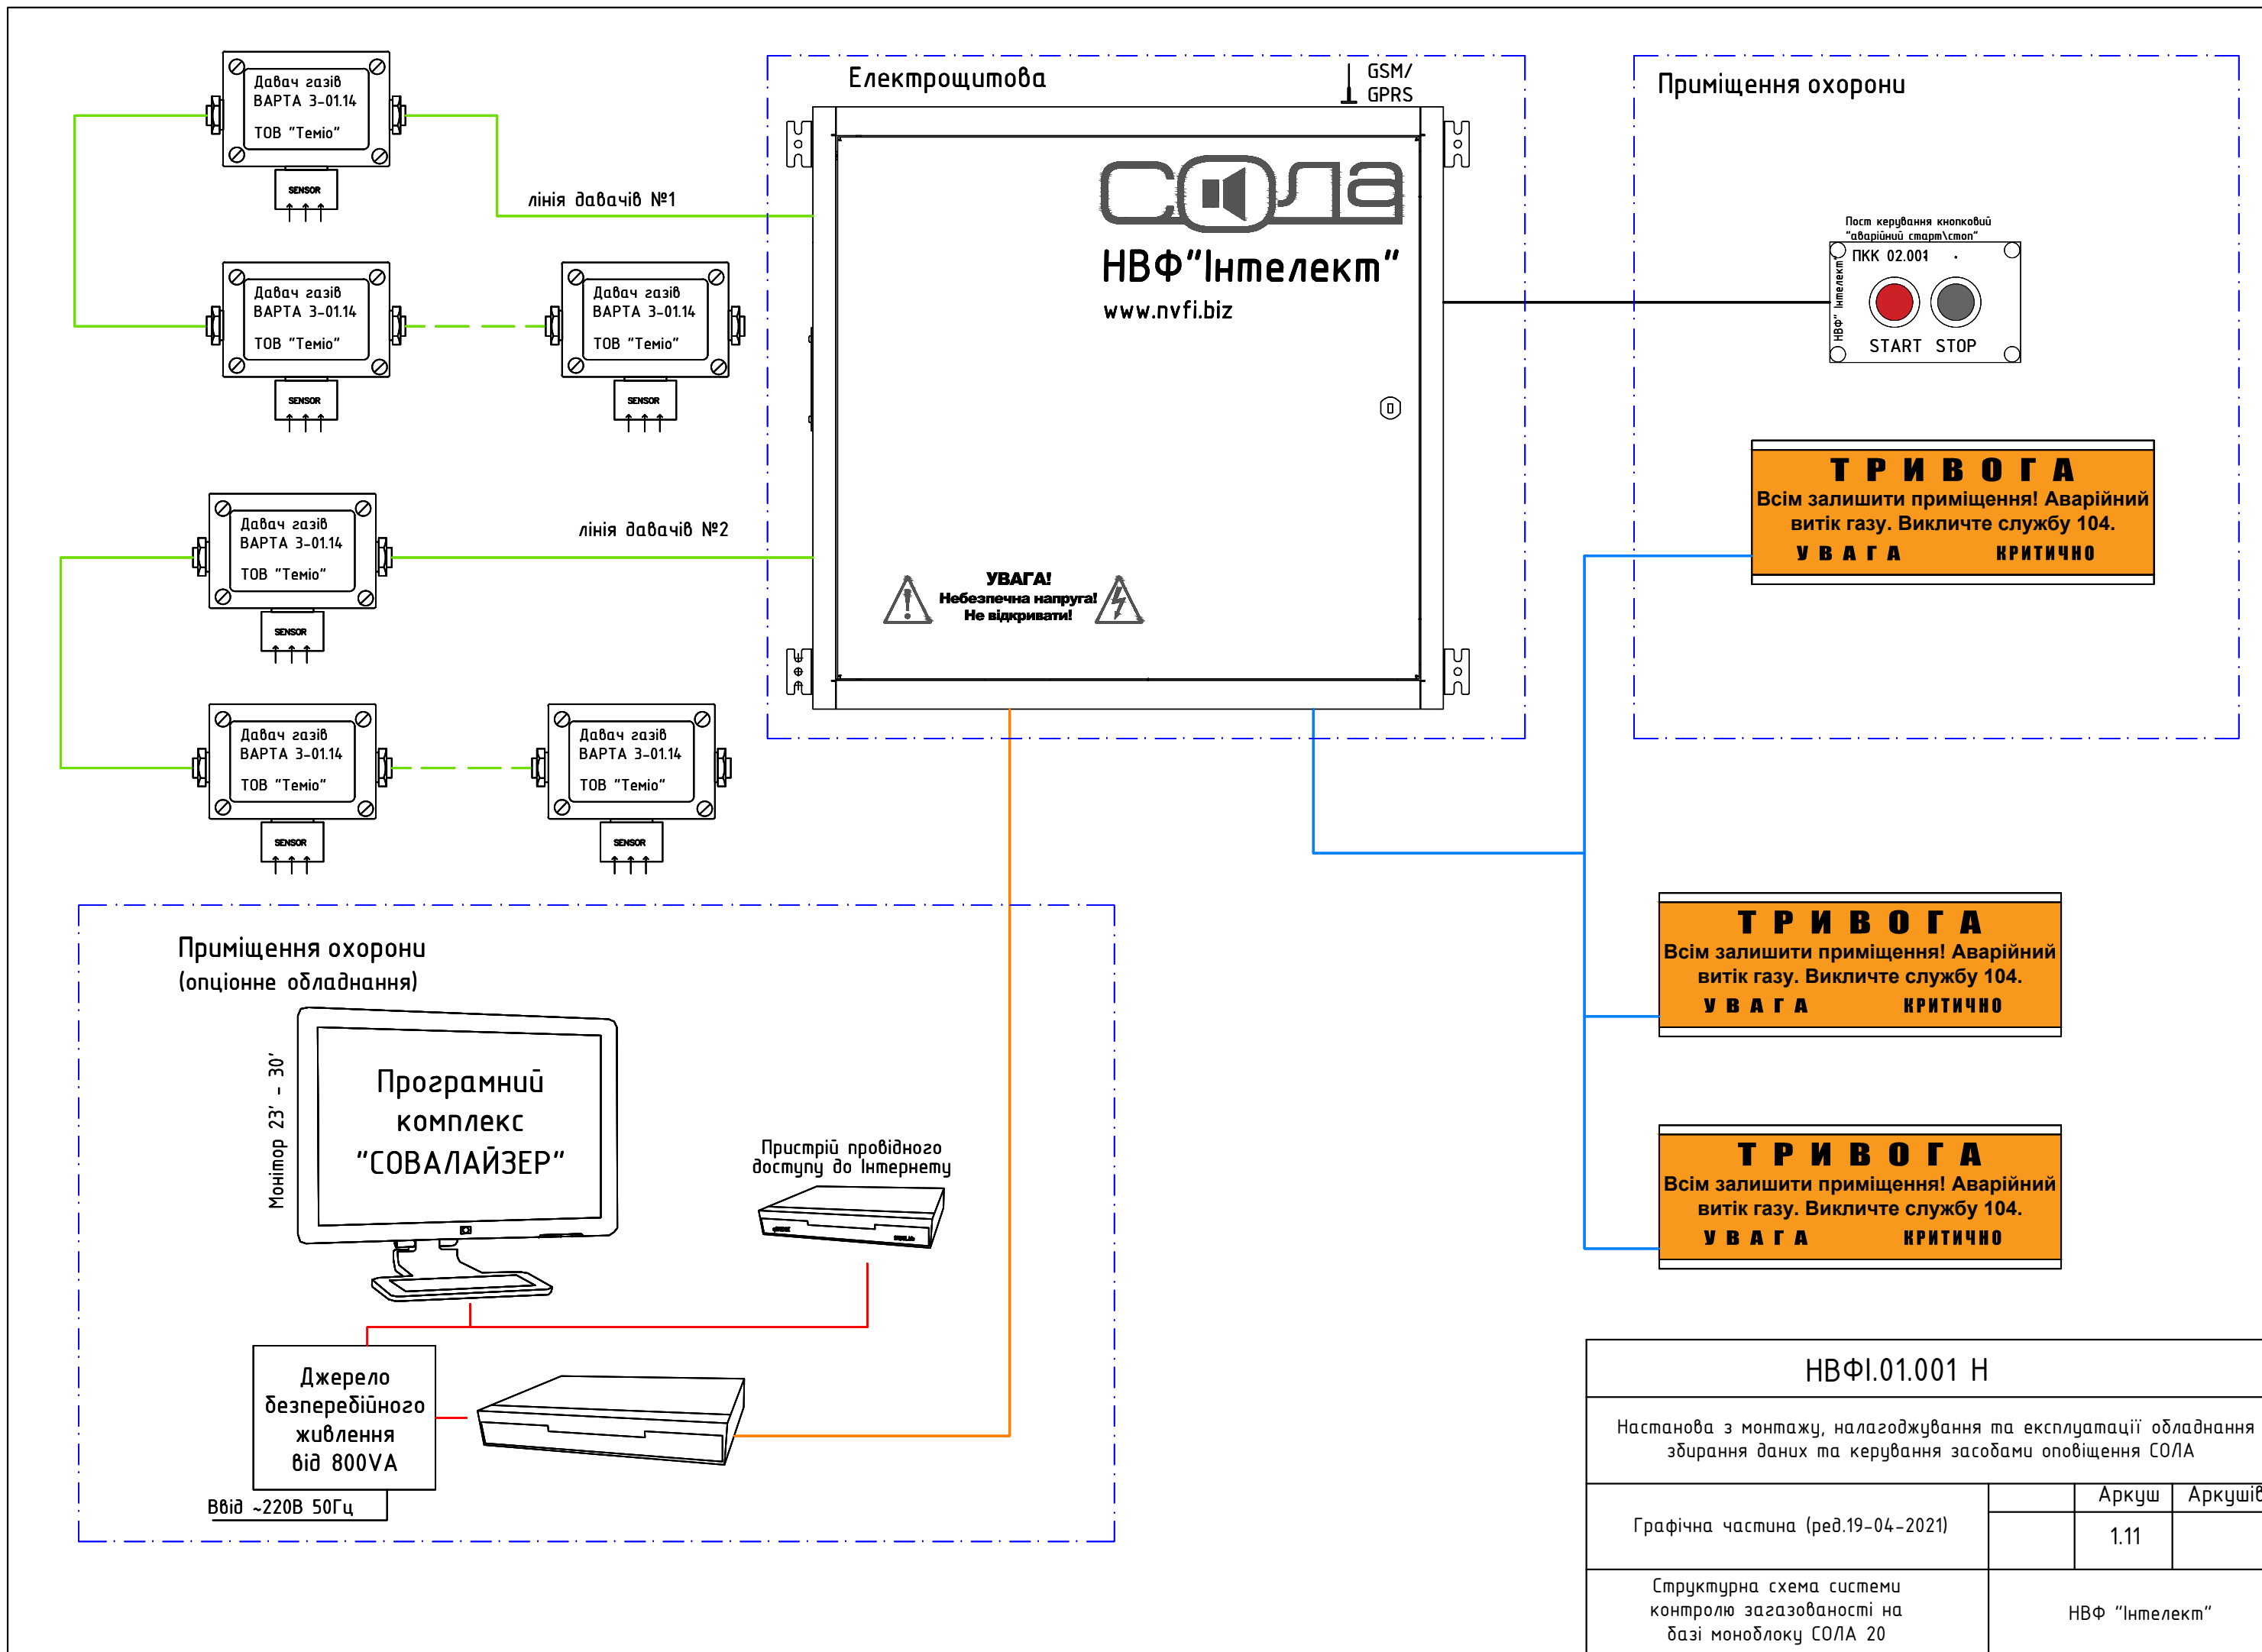 Давач газів
ВАРТА 3-01.14
ТОВ "Теміо"
SENSOR
лінія давачів №1
Давач газів
ВАРТА 3-01.14
ТОВ "Теміо"
SENSOR
Давач газів
ВАРТА 3-01.14
ТОВ "Теміо"
SENSOR
Давач газів
ВАРТА 3-01.14
ТОВ "Теміо"
SENSOR
лінія давачів №2
Давач газів
ВАРТА 3-01.14
ТОВ "Теміо"
SENSOR
Давач газів
ВАРТА 3-01.14
ТОВ "Теміо"
SENSOR
Електрощитова
GSM/
GPRS
СОЛА
НВФ"Інтелект"
www.nvfi.biz
УВАГА!
Небезпечна напруга!
Не відкривати!
Приміщення охорони
Пост керування кнопковий
"аварійний старт\стоп"
ПКК 02.001
НВФ" Інтелект"
START STOP
ТРИВОГА
Всім залишити приміщення! Аварійний
витік газу. Викличте службу 104.
УВАГА КРИТИЧНО
ТРИВОГА
Всім залишити приміщення! Аварійний
витік газу. Викличте службу 104.
УВАГА КРИТИЧНО
ТРИВОГА
Всім залишити приміщення! Аварійний
витік газу. Викличте службу 104.
УВАГА КРИТИЧНО
Приміщення охорони
(опціонне обладнання)
Монітор 23' - 30'
Програмний
комплекс
"СОВАЛАЙЗЕР"
Пристрій провідного
доступу до Інтернету
Джерело
безперебійного
живлення
від 800VA
Ввід ~220В 50Гц
НВФІ.01.001 Н
Настанова з монтажу, налагоджування та експлуатації обладнання
збирання даних та керування засобами оповіщення СОЛА
Графічна частина (ред.19-04-2021)
Аркуш Аркушів
1.11
Структурна схема системи
контролю загазованості на
базі моноблоку СОЛА 20
НВФ "Інтелект"